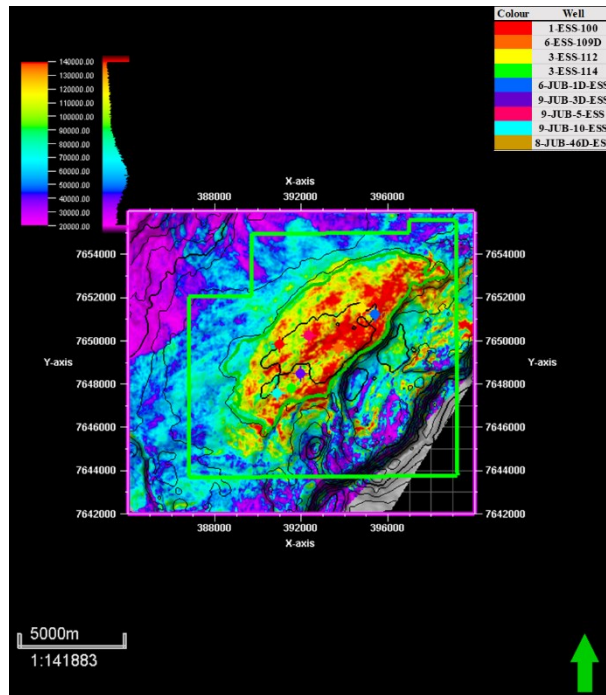 Colour Well
1-ESS-100
6-ESS-109D
3-ESS-112
3-ESS-114
6-JUB-1D-ESS
9-JUB-3D-ESS
9-JUB-5-ESS
9-JUB-10-ESS
8-JUB-46D-ESS
140000.00
130000.00
120000.00
110000.00
100000.00
90000.00
80000.00
70000.00
60000.00
50000.00
40000.00
30000.00
20000.00
X-axis
388000 392000 396000
7654000 7654000
7652000 7652000
7650000 7650000
Y-axis Y-axis
7648000 7648000
7646000 7646000
7644000 7644000
7642000 7642000
388000 392000 396000
X-axis
5000m
1:141883